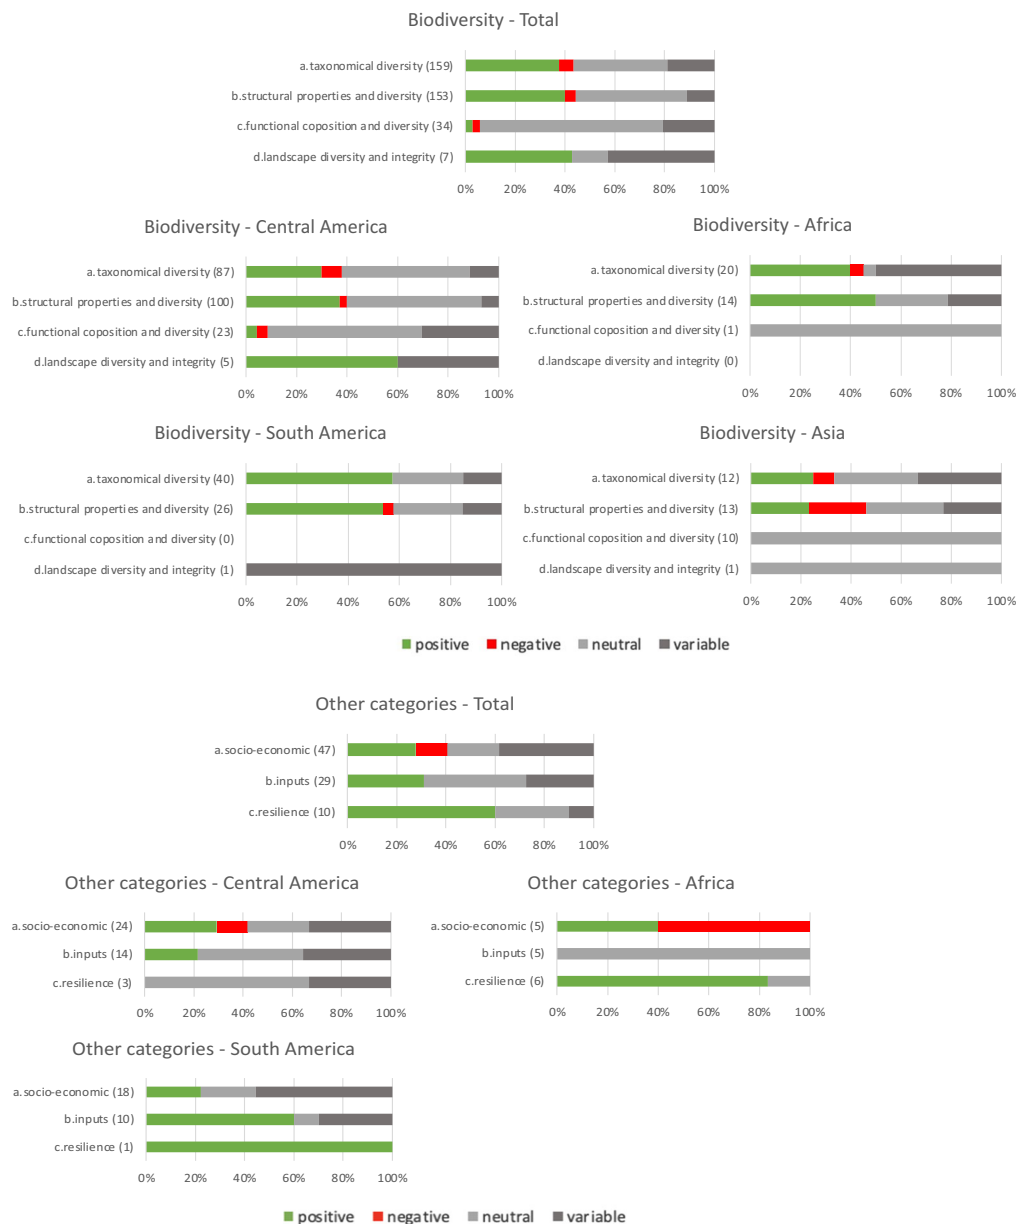 Biodiversity - Total
a.taxonomical diversity (159)
b.structural properties and diversity (153)
c.functional coposition and diversity (34)
d.landscape diversity and integrity (7)
0% 20% 40% 60% 80% 100%
Biodiversity - Central America
a.taxonomical diversity (87)
b.structural properties and diversity (100)
c.functional coposition and diversity (23)
d.landscape diversity and integrity (5)
0% 20% 40% 60% 80% 100%
Biodiversity - Africa
a.taxonomical diversity (20)
b.structural properties and diversity (14)
c.functional coposition and diversity (1)
d.landscape diversity and integrity (0)
0% 20% 40% 60% 80% 100%
Biodiversity - South America
a.taxonomical diversity (40)
b.structural properties and diversity (26)
c.functional coposition and diversity (0)
d.landscape diversity and integrity (1)
0% 20% 40% 60% 80% 100%
Biodiversity - Asia
a.taxonomical diversity (12)
b.structural properties and diversity (13)
c.functional coposition and diversity (10)
d.landscape diversity and integrity (1)
0% 20% 40% 60% 80% 100%
positive negative neutral variable
Other categories - Total
a.socio-economic (47)
b.inputs (29)
c.resilience (10)
0% 20% 40% 60% 80% 100%
Other categories - Central America
a.socio-economic (24)
b.inputs (14)
c.resilience (3)
0% 20% 40% 60% 80% 100%
Other categories - Africa
a.socio-economic (5)
b.inputs (5)
c.resilience (6)
0% 20% 40% 60% 80% 100%
Other categories - South America
a.socio-economic (18)
b.inputs (10)
c.resilience (1)
0% 20% 40% 60% 80% 100%
positive negative neutral variable